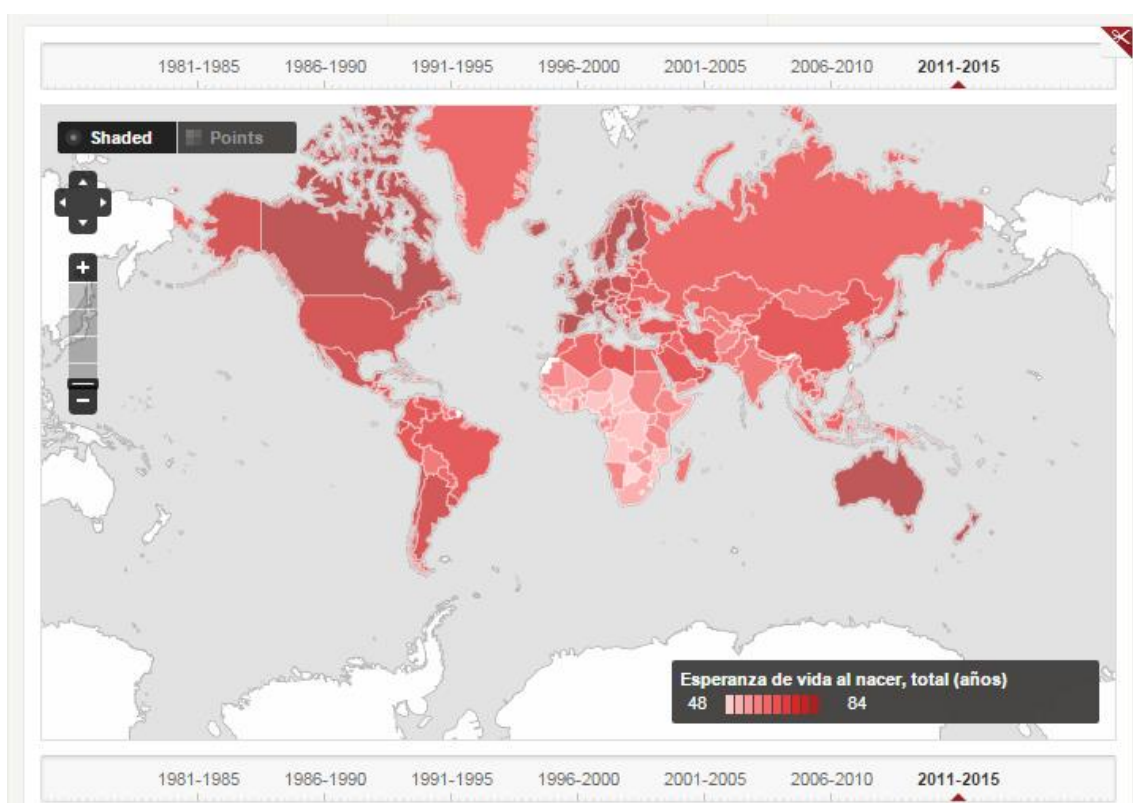 1981-1985 1986-1990 1991-1995 1996-2000 2001-2005 2006-2010 2011-2015
Shaded Points
+
−
Esperanza de vida al nacer, total (años)
48 84
1981-1985 1986-1990 1991-1995 1996-2000 2001-2005 2006-2010 2011-2015